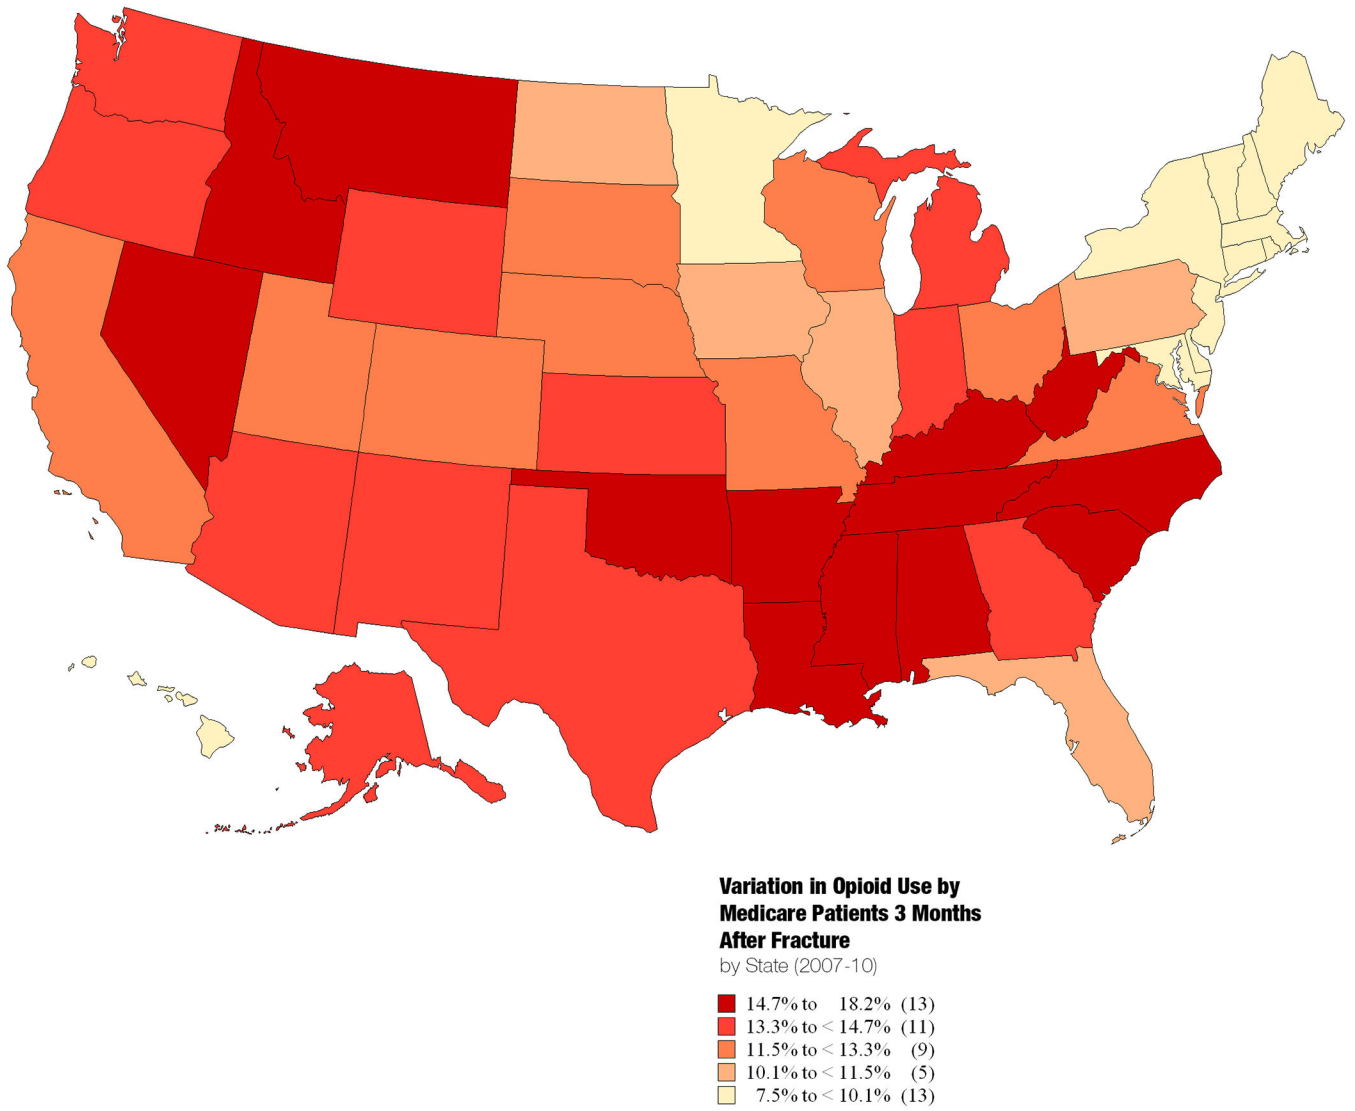 Variation in Opioid Use by
Medicare Patients 3 Months
After Fracture
by State (2007-10)
14.7% to 18.2% (13)
13.3% to < 14.7% (11)
11.5% to < 13.3% (9)
10.1% to < 11.5% (5)
7.5% to < 10.1% (13)